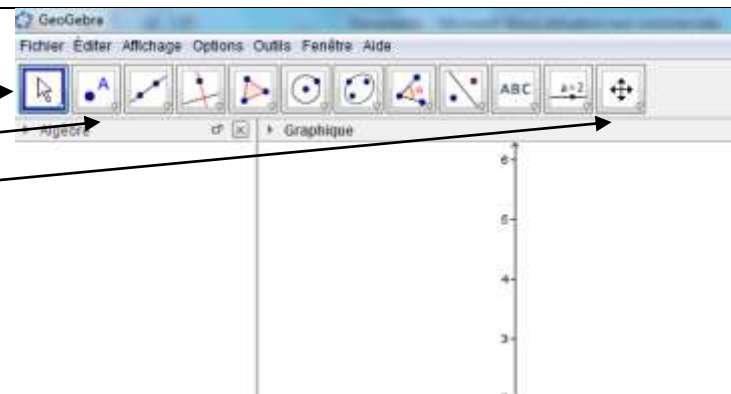 GeoGebra
Fichier Éditer Affichage Options Outils Fenêtre Aide
A
ABC
a=2
Algèbre
Graphique
6
5
4
3